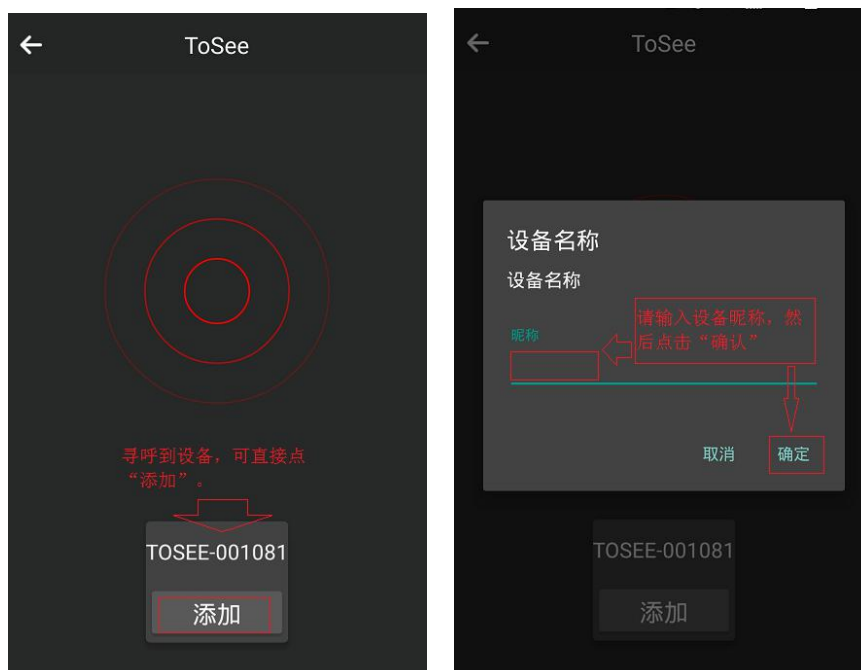 ToSee
寻呼到设备，可直接点
“添加”。
TOSEE-001081
添加
ToSee
设备名称
设备名称
昵称
请输入设备昵称，然
后点击“确认”
取消
确定
TOSEE-001081
添加